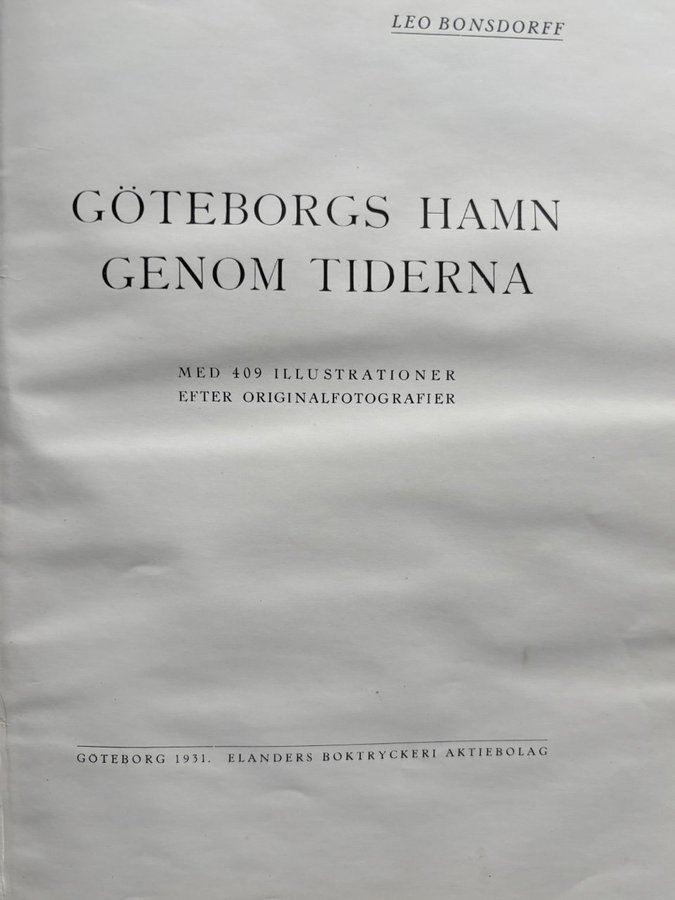 LEO BONSDORFF
GÖTEBORGS HAMN
GENOM TIDERNA
MED 409 ILLUSTRATIONER
EFTER ORIGINALFOTOGRAFIER
GÖTEBORG 1931. ELANDERS BOKTRYCKERI AKTIEBOLAG